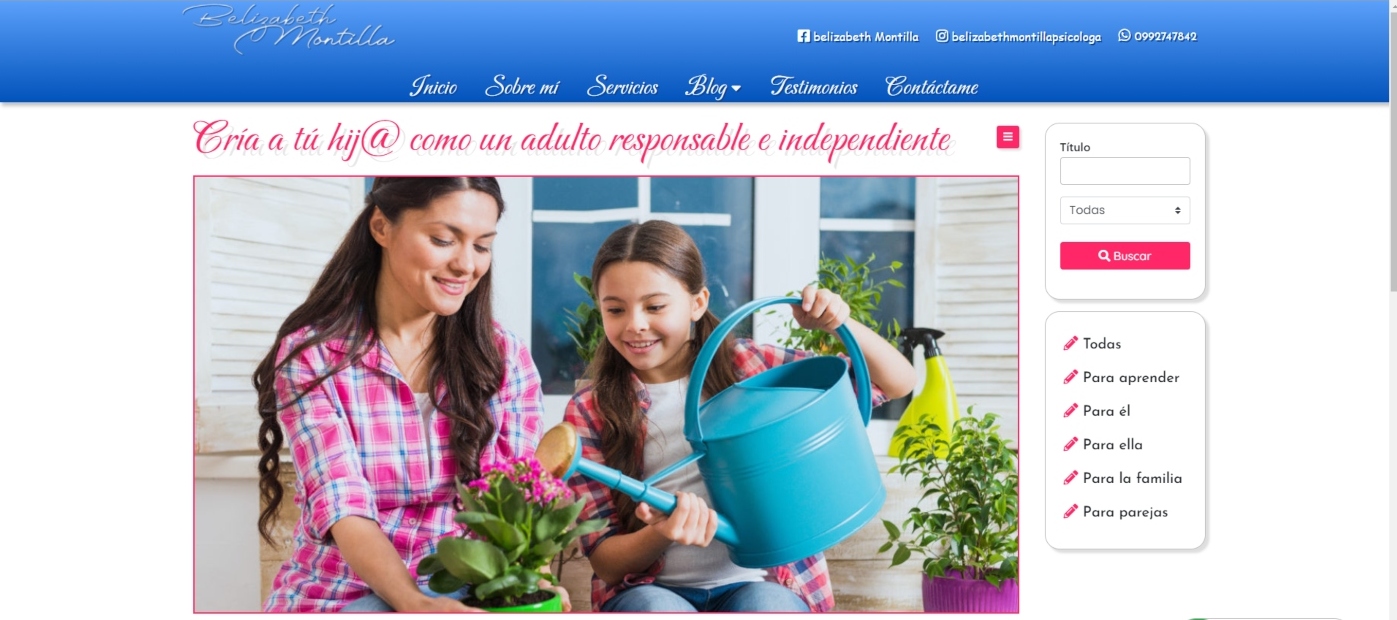 Belizabeth
Montilla
belizabeth Montilla belizabethmontillapsicologa 0992747842
Inicio Sobre mí Servicios Blog Testimonios Contáctame
Cría a tú hij@ como un adulto responsable e independiente
Título
Todas
Buscar
Todas
Para aprender
Para él
Para ella
Para la familia
Para parejas